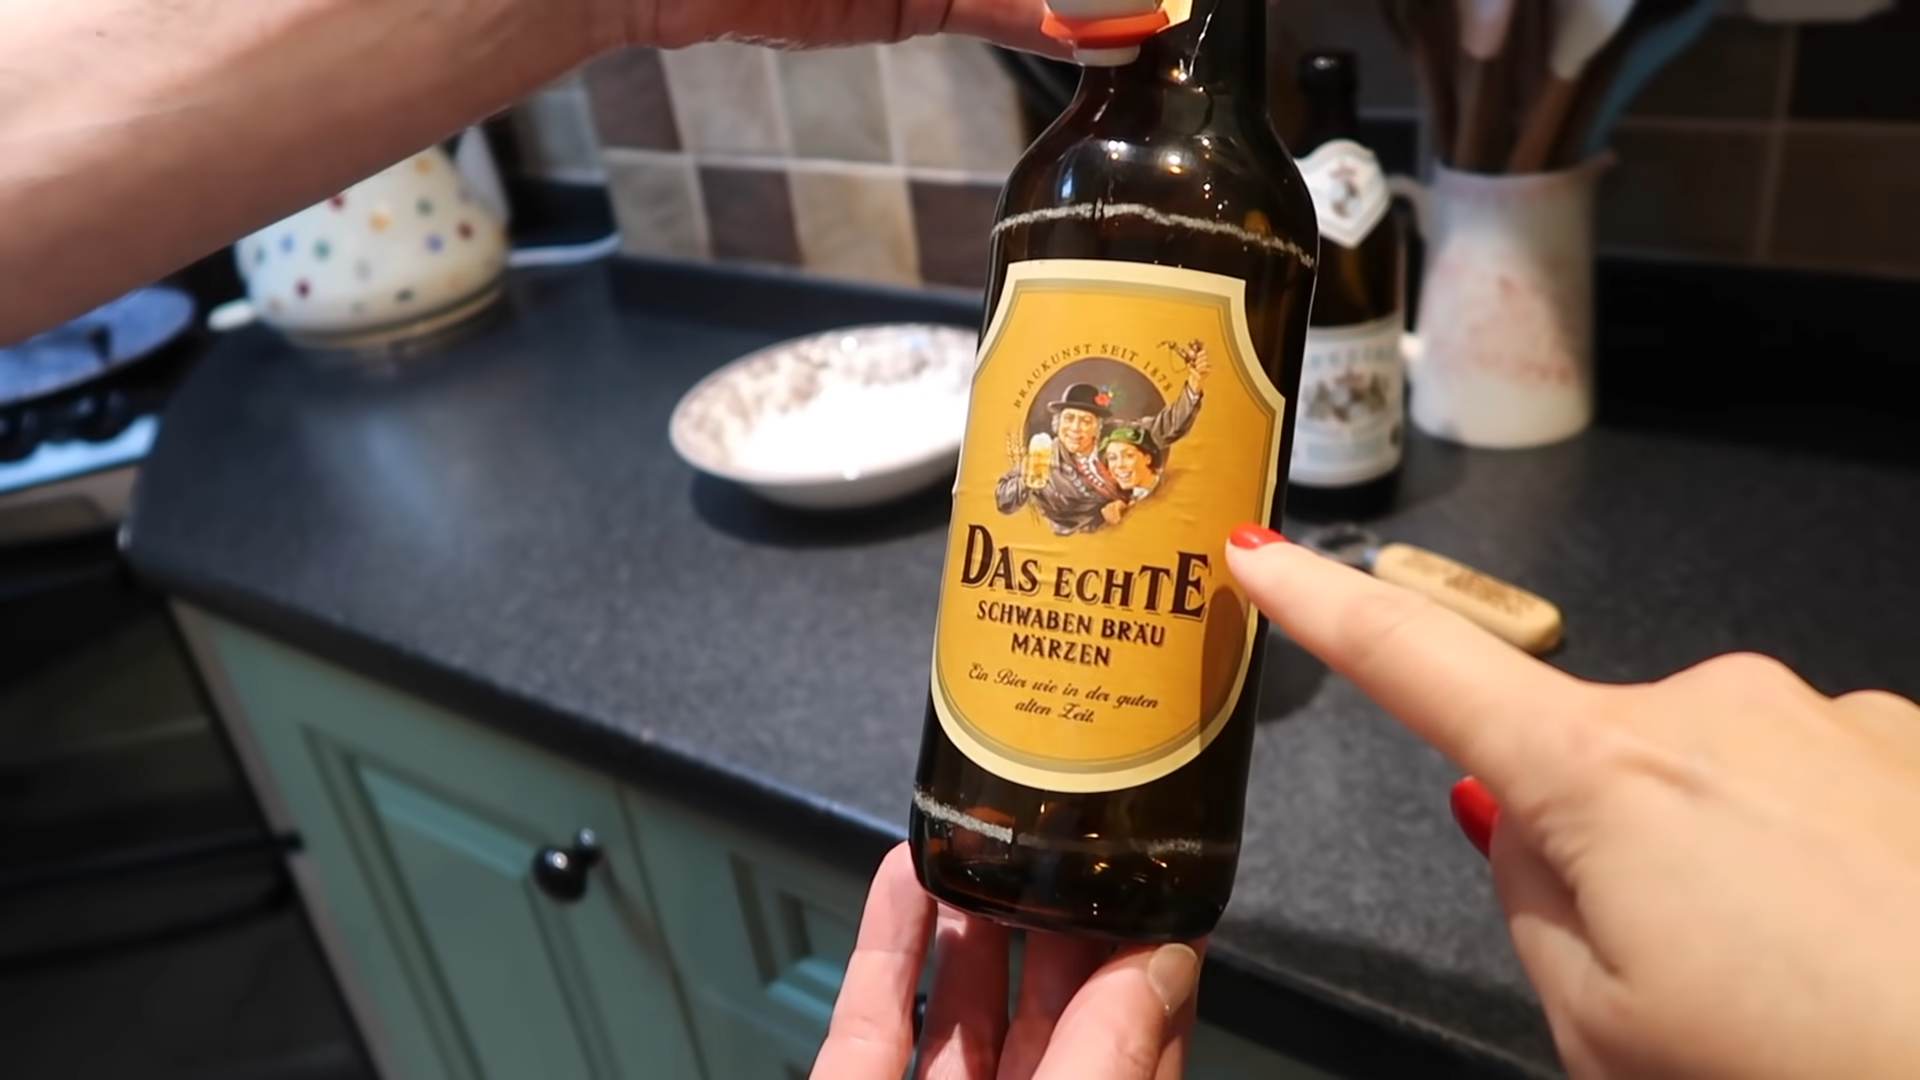 BRAUKUNST SEIT 1878
DAS ECHTE
SCHWABEN BRÄU
MÄRZEN
Ein Bier wie in der guten
alten Zeit.